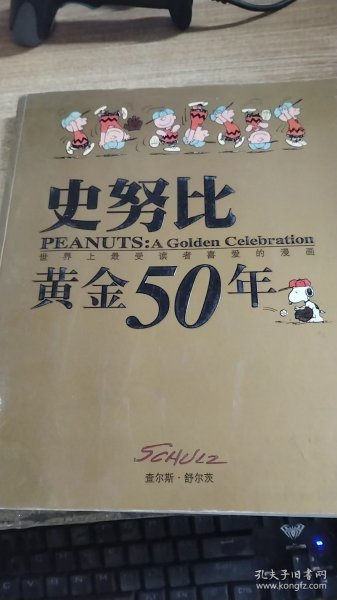 史努比
PEANUTS: A Golden Celebration
世界上最受读者喜爱的漫画
黄金50年
SCHULZ
查尔斯·舒尔茨
孔夫子旧书网
www.kongfz.com